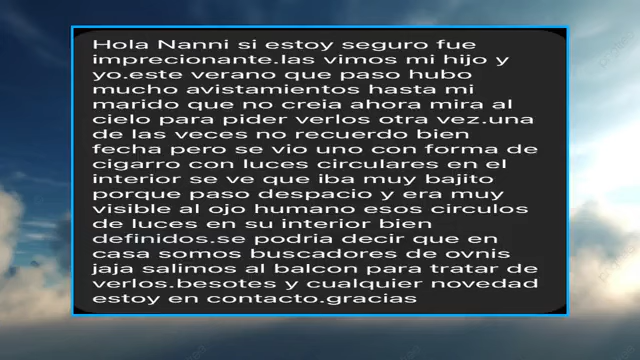 Hola Nanni si estoy seguro fue
imprecionante.las vimos mi hijo y
yo.este verano que paso hubo
mucho avistamientos hasta mi
marido que no creia ahora mira al
cielo para pider verlos otra vez.una
de las veces no recuerdo bien
fecha pero se vio uno con forma de
cigarro con luces circulares en el
interior se ve que iba muy bajito
porque paso despacio y era muy
visible al ojo humano esos circulos
de luces en su interior bien
definidos.se podria decir que en
casa somos buscadores de ovnis
jaja salimos al balcon para tratar de
verlos.besotes y cualquier novedad
estoy en contacto.gracias